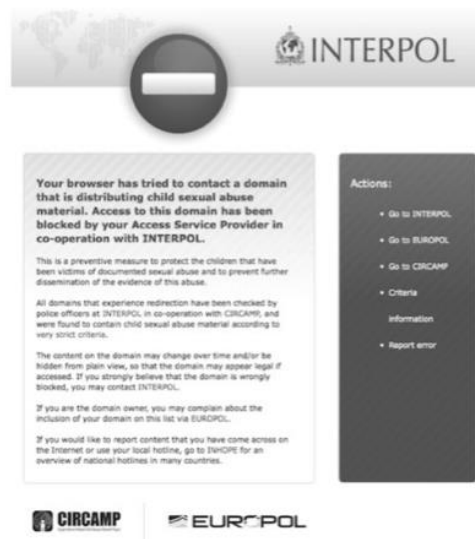 INTERPOL
Your browser has tried to contact a domain
that is distributing child sexual abuse
material. Access to this domain has been
blocked by your Access Service Provider in
co-operation with INTERPOL.
This is a preventive measure to protect the children that have
been victims of documented sexual abuse and to prevent further
dissemination of the evidence of this abuse.
All domains that experience redirection have been checked by
police officers at INTERPOL in co-operation with CIRCAMP, and
were found to contain child sexual abuse material according to
very strict criteria.
The content on the domain may change over time and/or be
hidden from plain view, so that the domain may appear legal if
accessed. If you strongly believe that the domain is wrongly
blocked, you may contact INTERPOL.
If you are the domain owner, you may complain about the
inclusion of your domain on this list via EUROPOL.
If you would like to report content that you have come across on
the Internet or use your local hotline, go to INHOPE for an
overview of national hotlines in many countries.
Actions:
• Go to INTERPOL
• Go to EUROPOL
• Go to CIRCAMP
• Criteria
information
• Report error
CIRCAMP
EUROPOL